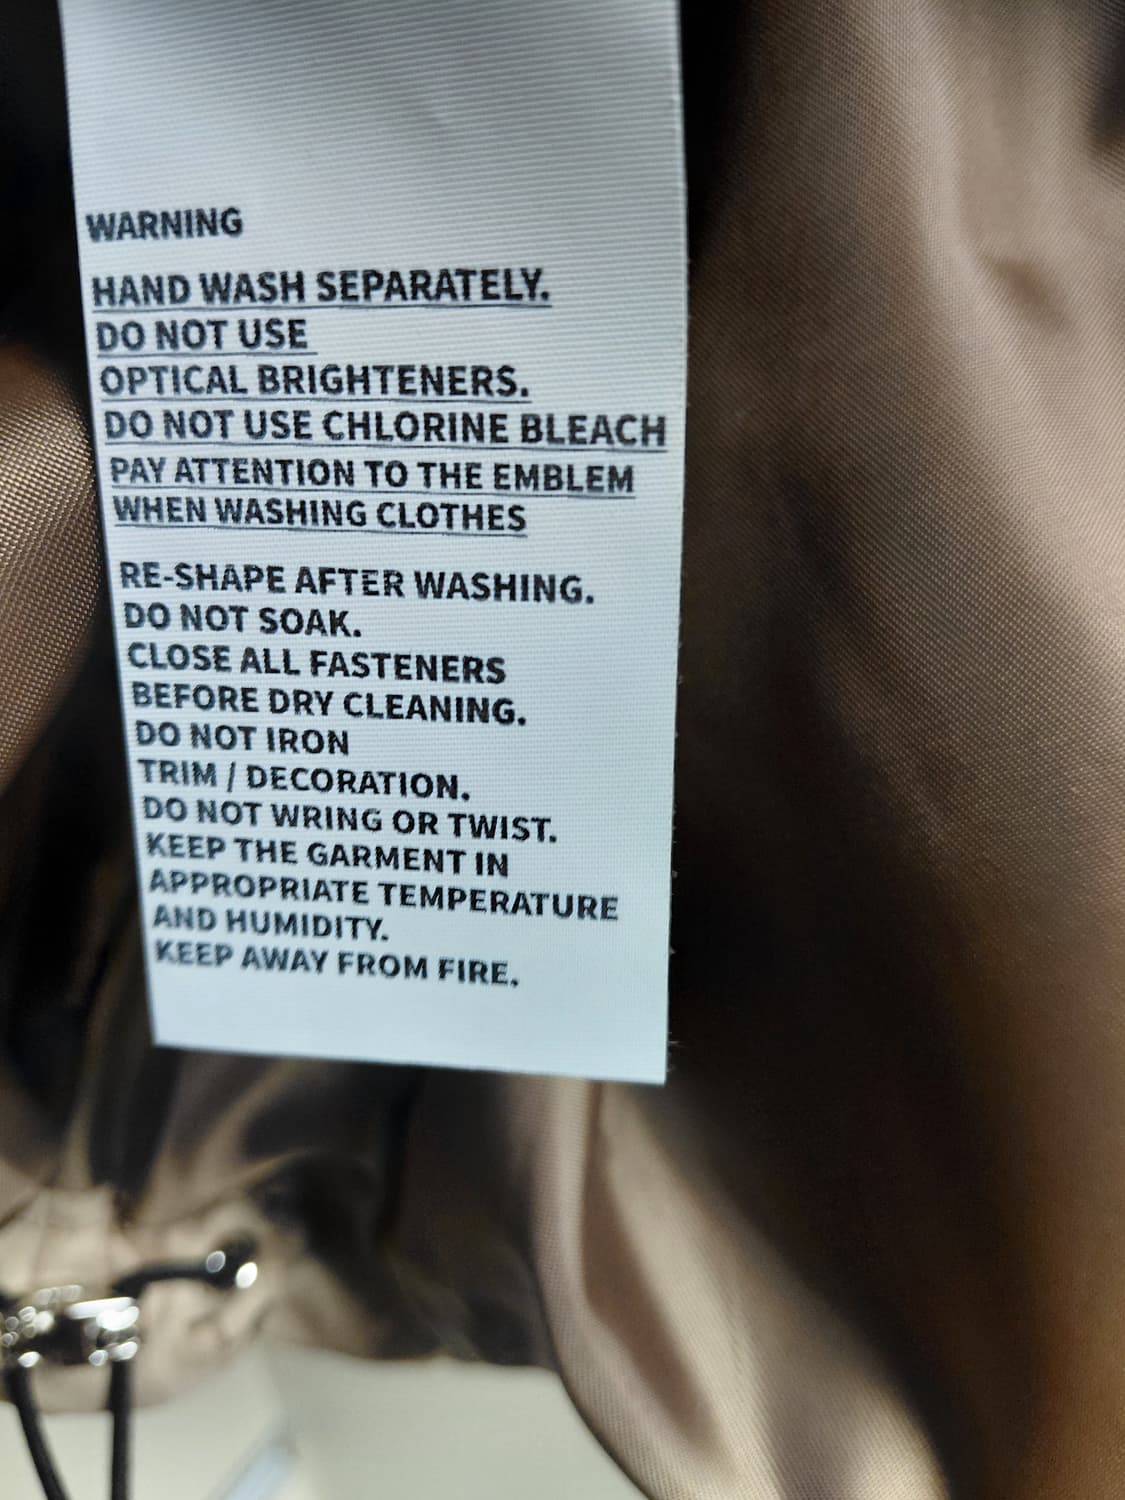 WARNING
HAND WASH SEPARATELY.
DO NOT USE
OPTICAL BRIGHTENERS.
DO NOT USE CHLORINE BLEACH
PAY ATTENTION TO THE EMBLEM
WHEN WASHING CLOTHES
RE-SHAPE AFTER WASHING.
DO NOT SOAK.
CLOSE ALL FASTENERS
BEFORE DRY CLEANING.
DO NOT IRON
TRIM / DECORATION.
DO NOT WRING OR TWIST.
KEEP THE GARMENT IN
APPROPRIATE TEMPERATURE
AND HUMIDITY.
KEEP AWAY FROM FIRE.